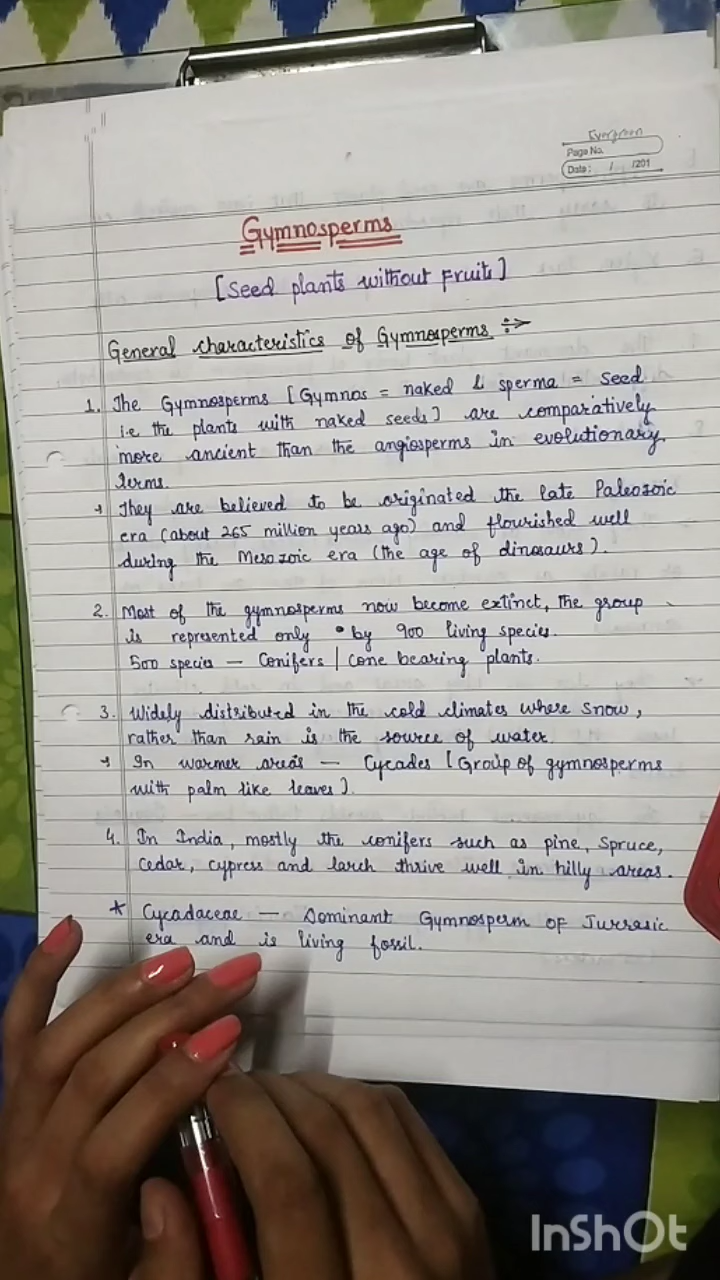 Evergreen
Page No.
Date: / /201
Gymnosperms
[Seed plants without Fruits]
General characteristics of Gymnosperms :->
1. The Gymnosperms [Gymnos = naked & sperma = seed
i.e the plants with naked seeds] are comparatively
more ancient than the angiosperms in evolutionary
terms.
→ They are believed to be originated the late Paleozoic
era (about 265 million years ago) and flourished well
during the Mesozoic era (the age of dinosaurs).
2. Most of the gymnosperms now become extinct, the group
is represented only by 900 living species.
500 species — Conifers / Cone bearing plants.
3. Widely distributed in the cold climates where snow,
rather than rain is the source of water.
→ In warmer areas — Cycades [Group of gymnosperms
with palm like leaves].
4. In India, mostly the conifers such as pine, Spruce,
Cedar, cypress and larch thrive well in hilly areas.
* Cycadaceae — Dominant Gymnosperm of Jurrasic
era and is living fossil.
InShOt